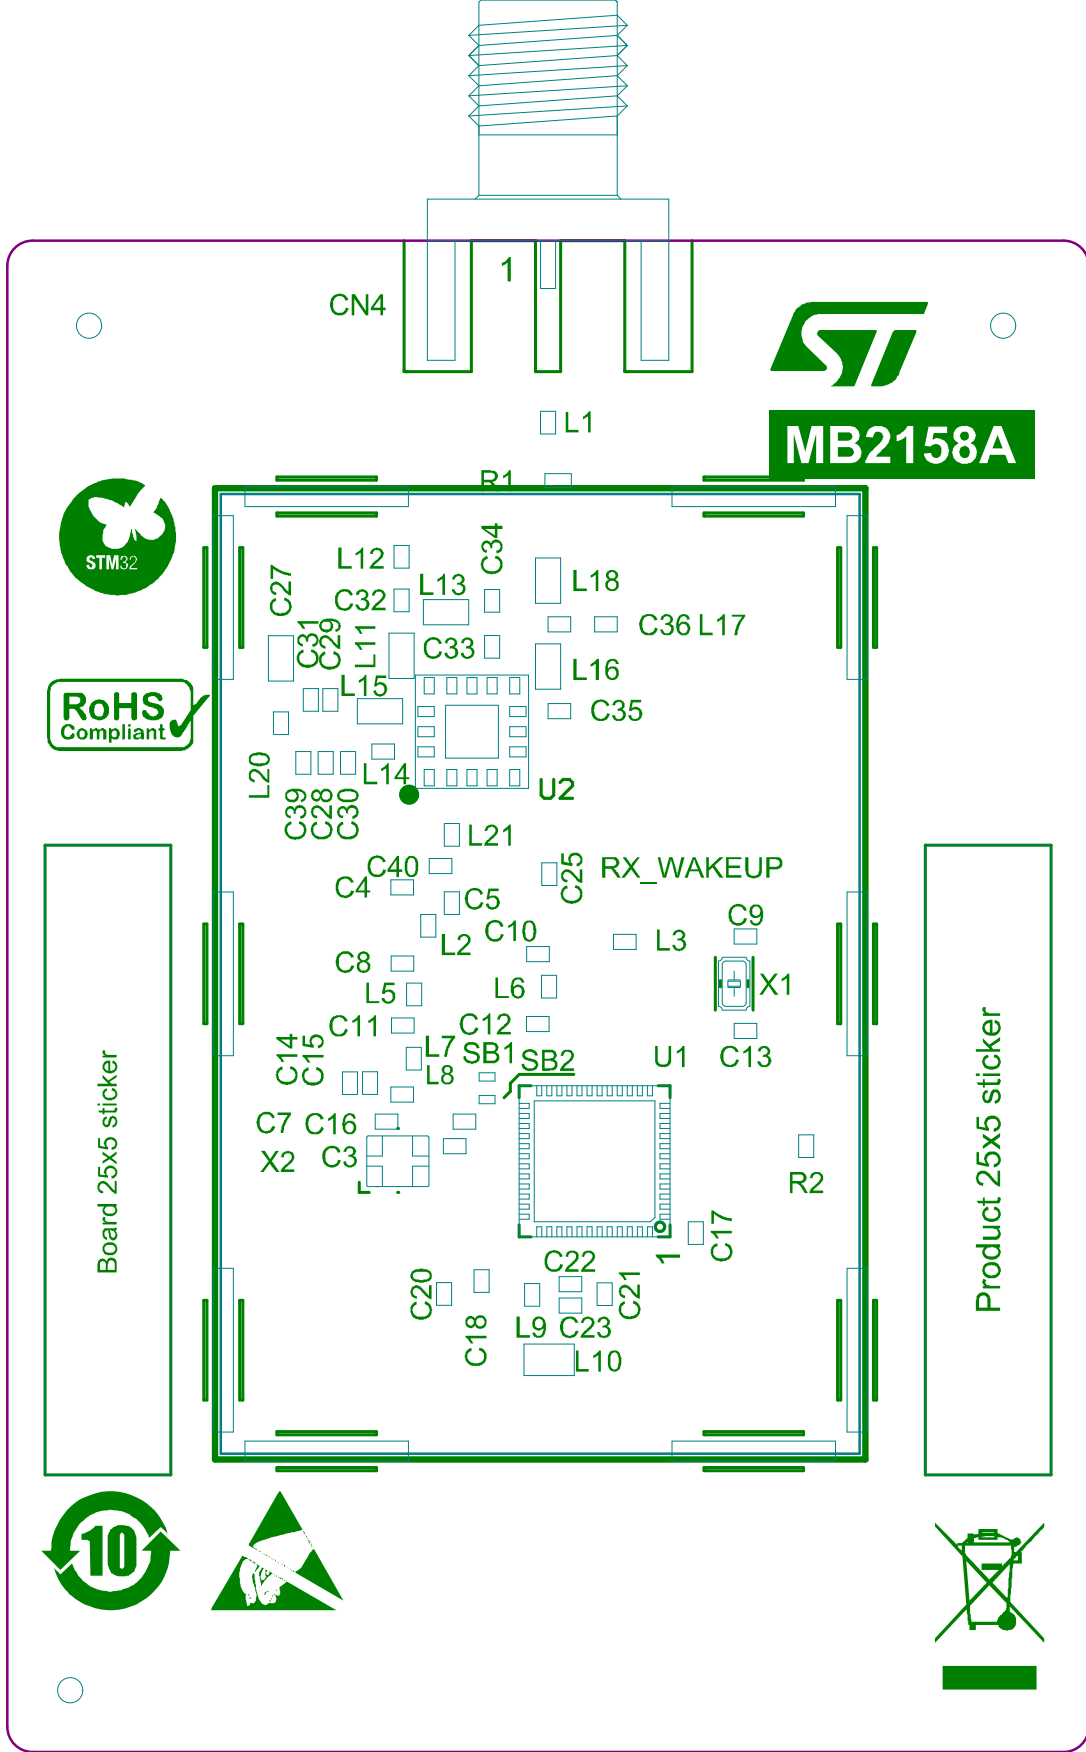 1
CN4
ST
MB2158A
L1
R1
STM32
L12
C34
L13
L18
C27
C32
C31
C29
L11
C33
C36
L17
L16
RoHS
Compliant
L15
C35
L20
L14
U2
C39
C28
C30
L21
C40
C4
C25
RX_WAKEUP
C5
C9
C10
L2
L3
C8
L5
L6
X1
C11
C12
C14
C15
L7
SB1
SB2
U1
C13
L8
C7
C16
X2
C3
R2
Board 25x5 sticker
Product 25x5 sticker
C17
1
C22
C20
C21
C18
L9
C23
L10
10